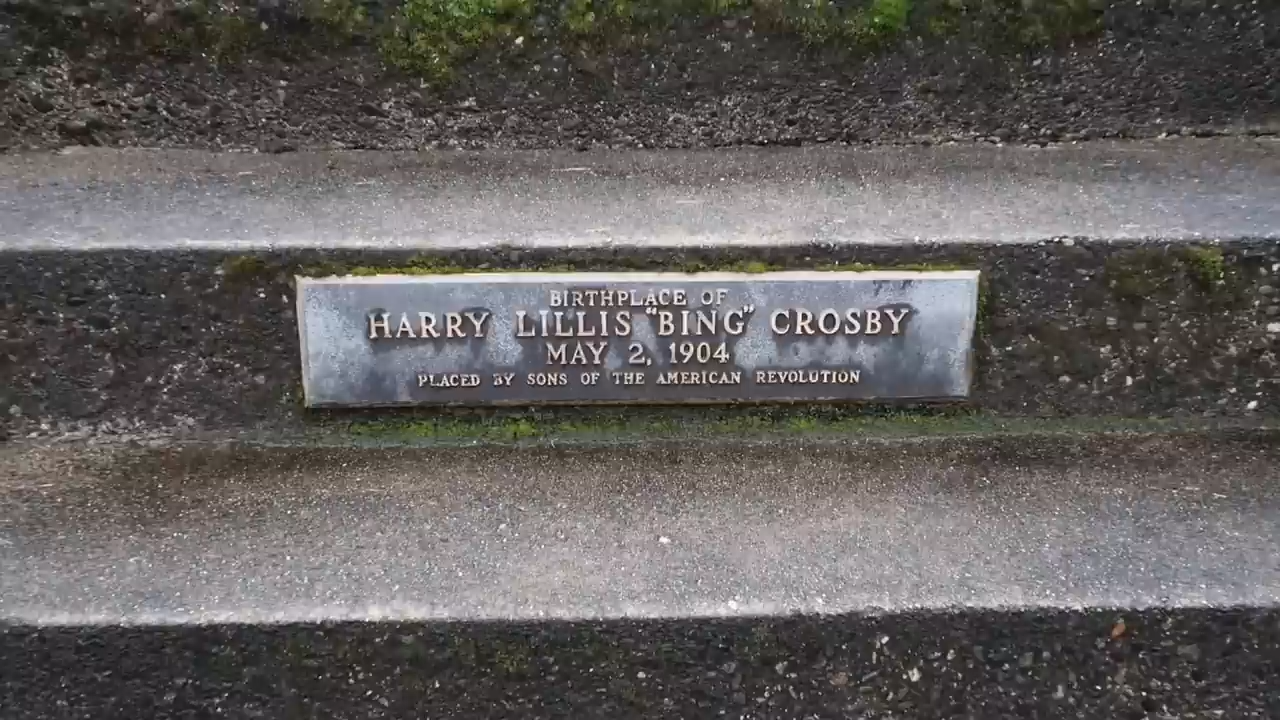 BIRTHPLACE OF
HARRY LILLIS "BING" CROSBY
MAY 2, 1904
PLACED BY SONS OF THE AMERICAN REVOLUTION